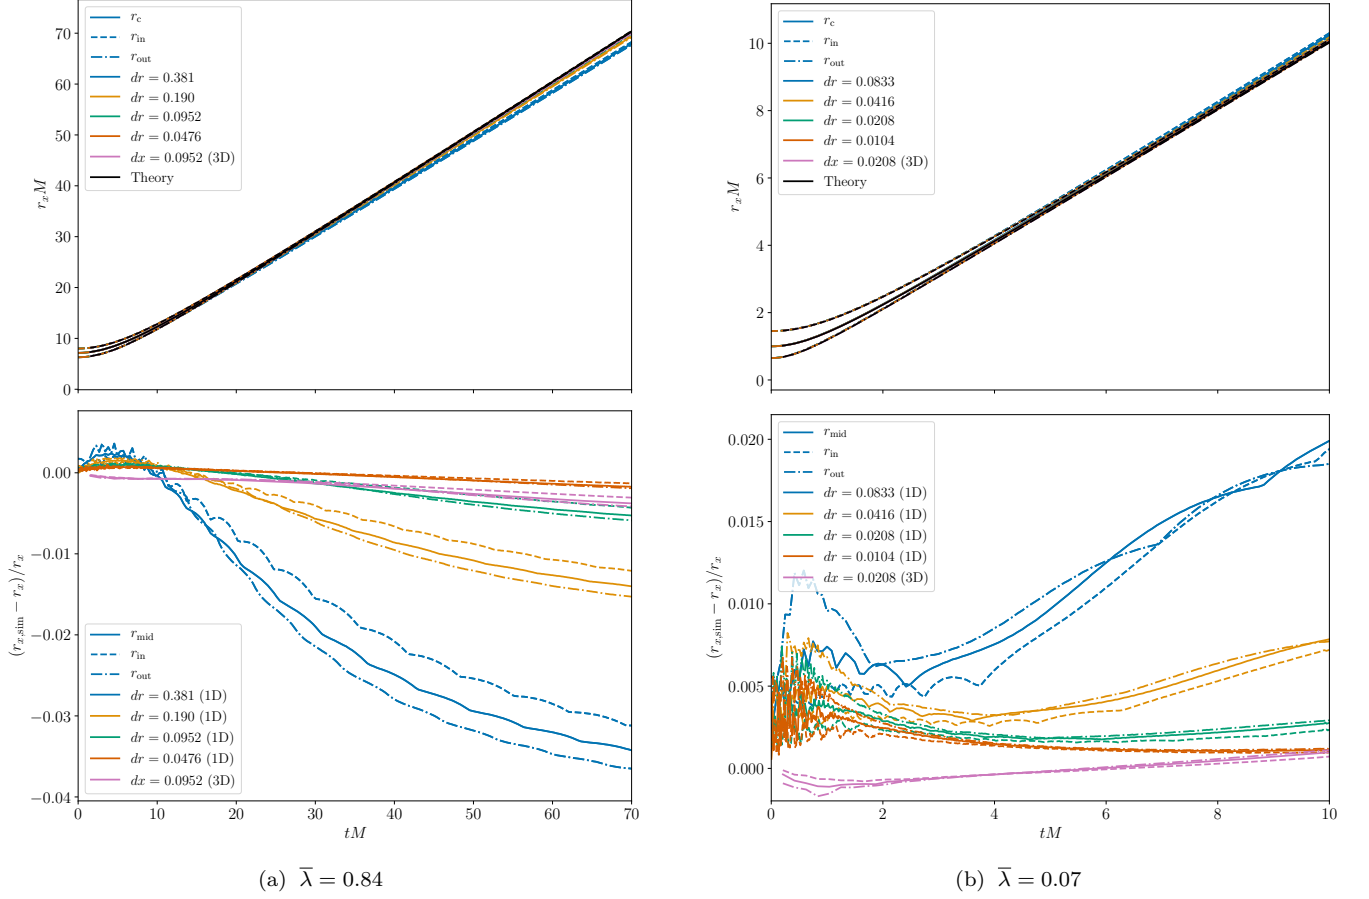 70
60
50
40
30
20
10
0
r_x M
r_c
r_in
r_out
dr = 0.381
dr = 0.190
dr = 0.0952
dr = 0.0476
dx = 0.0952 (3D)
Theory
0.00
−0.01
−0.02
−0.03
−0.04
(r_{x,sim} − r_x)/r_x
r_mid
r_in
r_out
dr = 0.381 (1D)
dr = 0.190 (1D)
dr = 0.0952 (1D)
dr = 0.0476 (1D)
dx = 0.0952 (3D)
0 10 20 30 40 50 60 70
tM
(a) λ̅ = 0.84
10
8
6
4
2
0
r_x M
r_c
r_in
r_out
dr = 0.0833
dr = 0.0416
dr = 0.0208
dr = 0.0104
dx = 0.0208 (3D)
Theory
0.020
0.015
0.010
0.005
0.000
(r_{x,sim} − r_x)/r_x
r_mid
r_in
r_out
dr = 0.0833 (1D)
dr = 0.0416 (1D)
dr = 0.0208 (1D)
dr = 0.0104 (1D)
dx = 0.0208 (3D)
0 2 4 6 8 10
tM
(b) λ̅ = 0.07